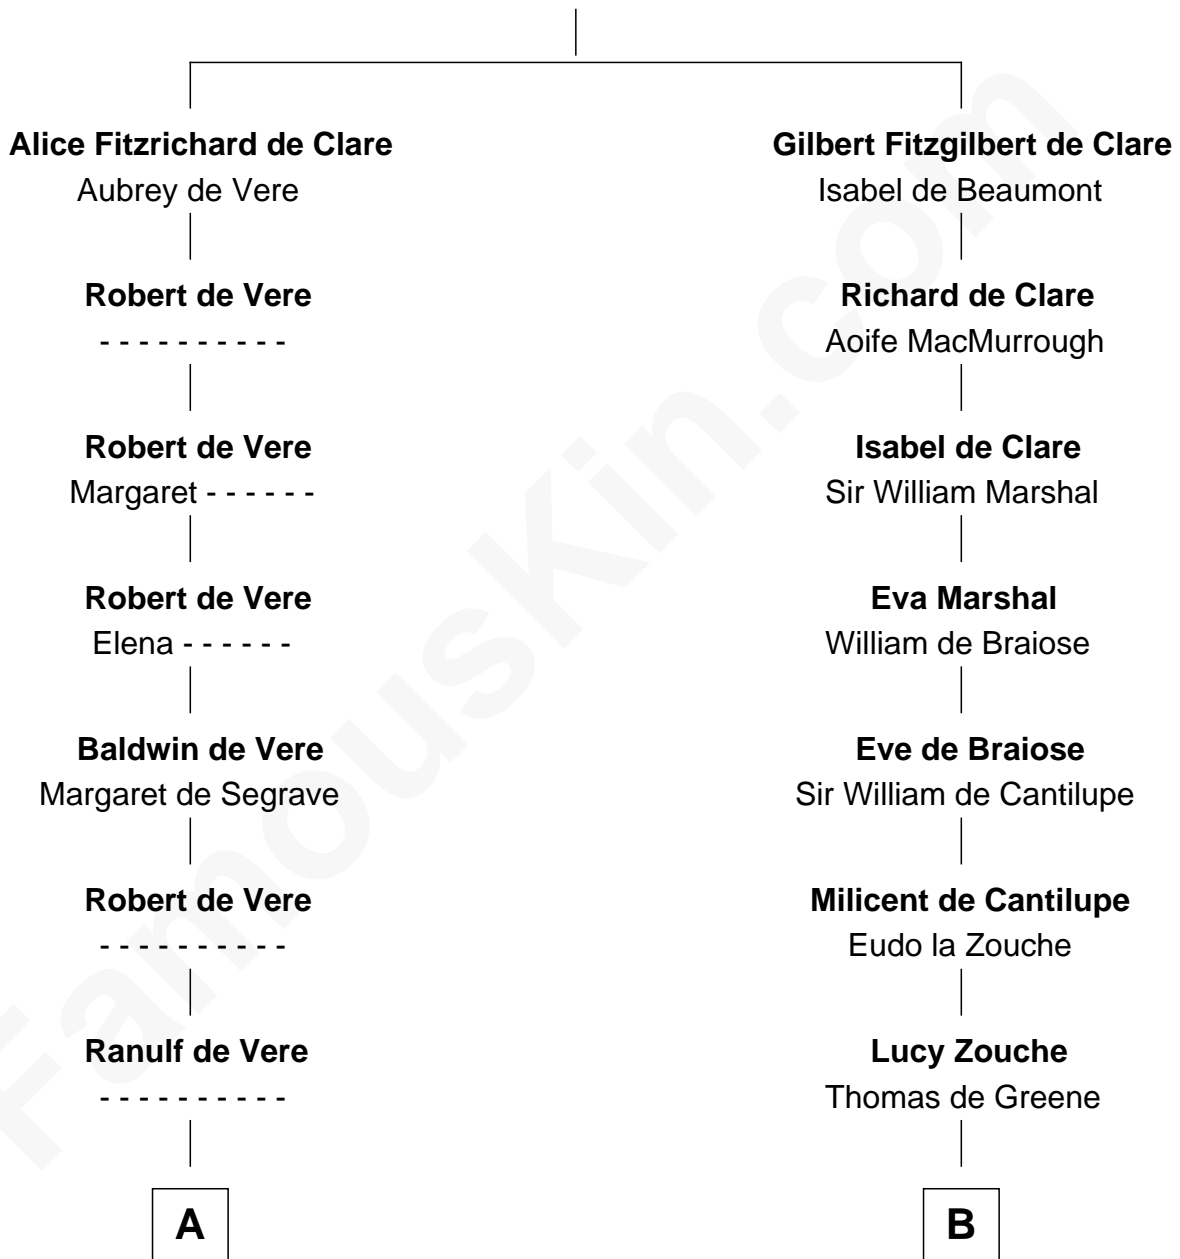 Alice Fitzrichard de Clare
Aubrey de Vere
Robert de Vere
- - - - - - - - - -
Robert de Vere
Margaret - - - - - -
Robert de Vere
Elena - - - - - -
Baldwin de Vere
Margaret de Segrave
Robert de Vere
- - - - - - - - - -
Ranulf de Vere
- - - - - - - - - -
A
Gilbert Fitzgilbert de Clare
Isabel de Beaumont
Richard de Clare
Aoife MacMurrough
Isabel de Clare
Sir William Marshal
Eva Marshal
William de Braiose
Eve de Braiose
Sir William de Cantilupe
Milicent de Cantilupe
Eudo la Zouche
Lucy Zouche
Thomas de Greene
B
FamousKin.com